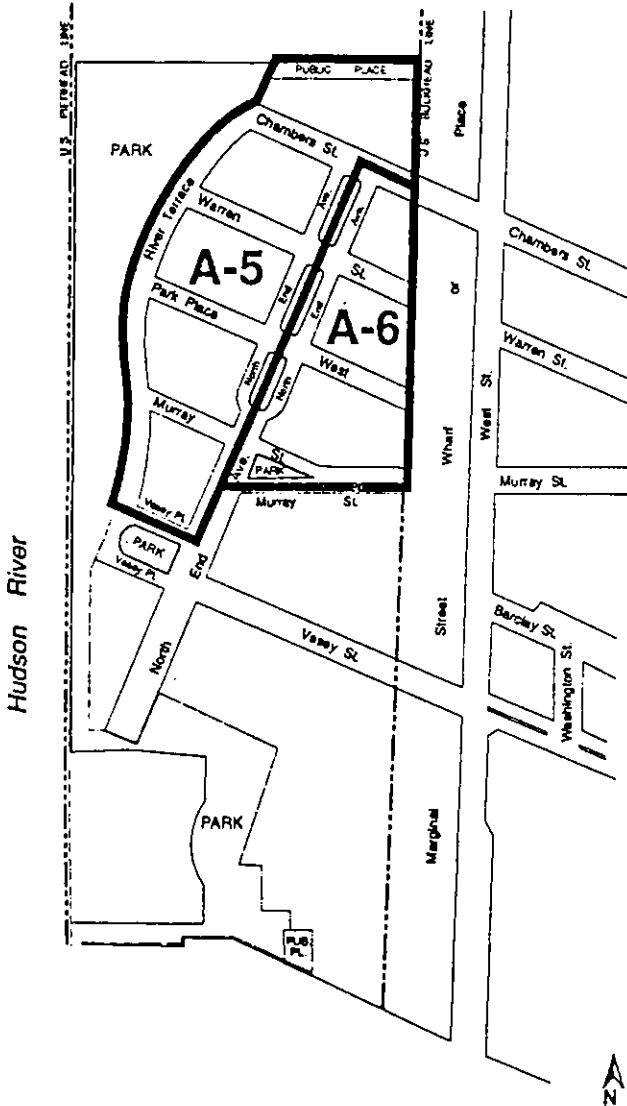 U.S. PIERHEAD LINE
U.S. BULKHEAD LINE
PUBLIC PLACE
PARK
Place
Chambers St.
River Terrace
Warren
Ave.
Ave.
A-5
St.
Chambers St.
Park Place
End
End
A-6
or
Warren St.
North
North
West
West St.
Murray
Ave.
St.
PARK
Wharf
Murray St.
Vesey Pl.
Murray St.
PARK
Vesey Pl.
End
Hudson River
North
Vesey St.
Street
Barclay St.
Washington St.
PARK
Marginal
PUB.
PL.
N